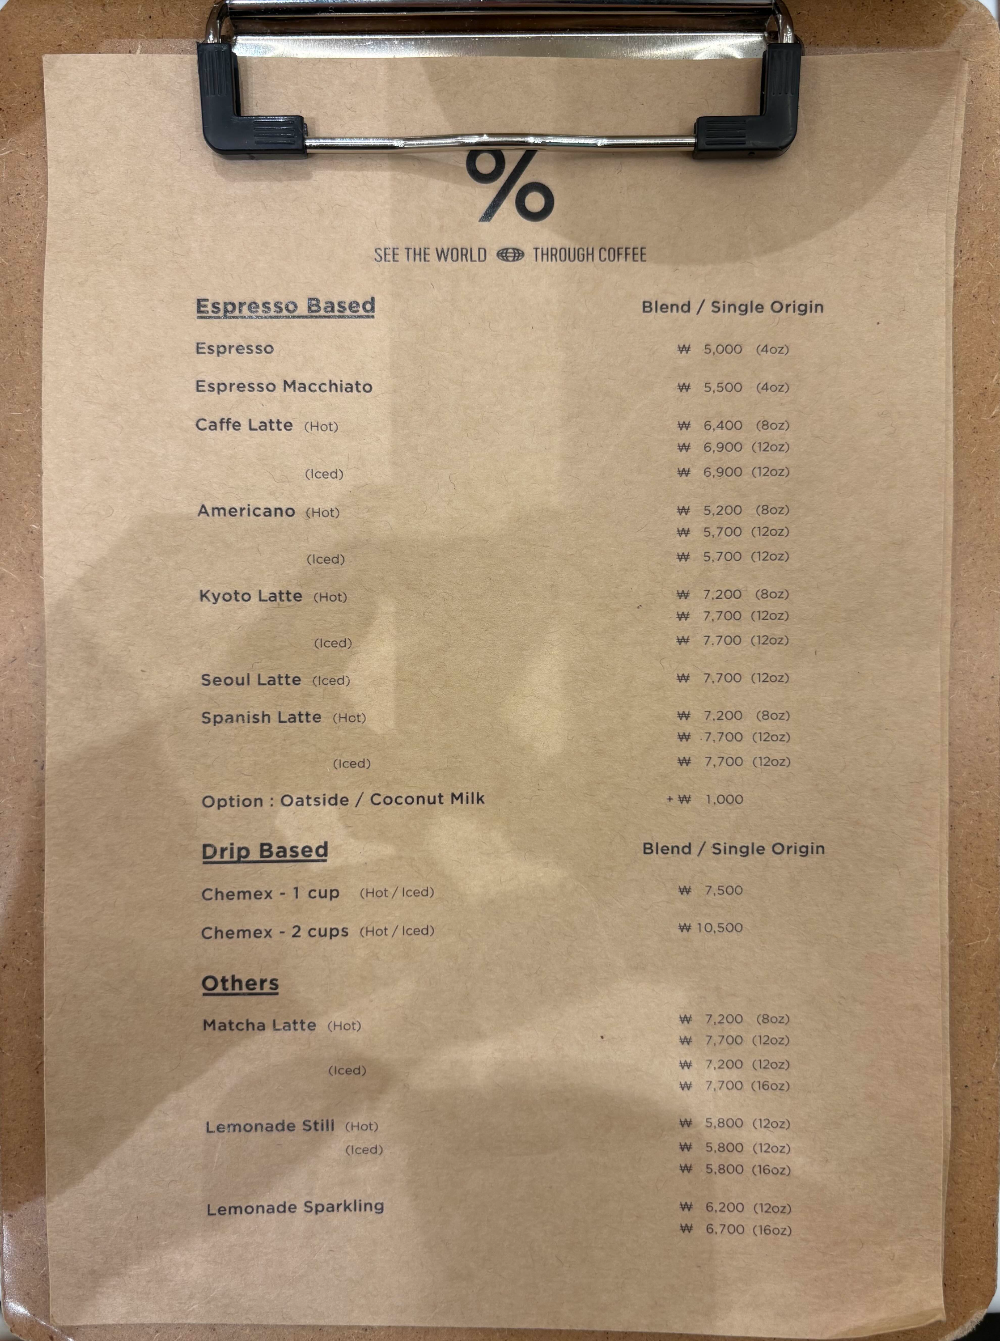 %
SEE THE WORLD THROUGH COFFEE
Espresso Based Blend / Single Origin
Espresso ₩ 5,000 (4oz)
Espresso Macchiato ₩ 5,500 (4oz)
Caffe Latte (Hot) ₩ 6,400 (8oz)
₩ 6,900 (12oz)
(Iced) ₩ 6,900 (12oz)
Americano (Hot) ₩ 5,200 (8oz)
₩ 5,700 (12oz)
(Iced) ₩ 5,700 (12oz)
Kyoto Latte (Hot) ₩ 7,200 (8oz)
₩ 7,700 (12oz)
(Iced) ₩ 7,700 (12oz)
Seoul Latte (Iced) ₩ 7,700 (12oz)
Spanish Latte (Hot) ₩ 7,200 (8oz)
₩ 7,700 (12oz)
(Iced) ₩ 7,700 (12oz)
Option : Oatside / Coconut Milk + ₩ 1,000
Drip Based Blend / Single Origin
Chemex - 1 cup (Hot / Iced) ₩ 7,500
Chemex - 2 cups (Hot / Iced) ₩ 10,500
Others
Matcha Latte (Hot) ₩ 7,200 (8oz)
₩ 7,700 (12oz)
(Iced) ₩ 7,200 (12oz)
₩ 7,700 (16oz)
Lemonade Still (Hot) ₩ 5,800 (12oz)
(Iced) ₩ 5,800 (12oz)
₩ 5,800 (16oz)
Lemonade Sparkling ₩ 6,200 (12oz)
₩ 6,700 (16oz)